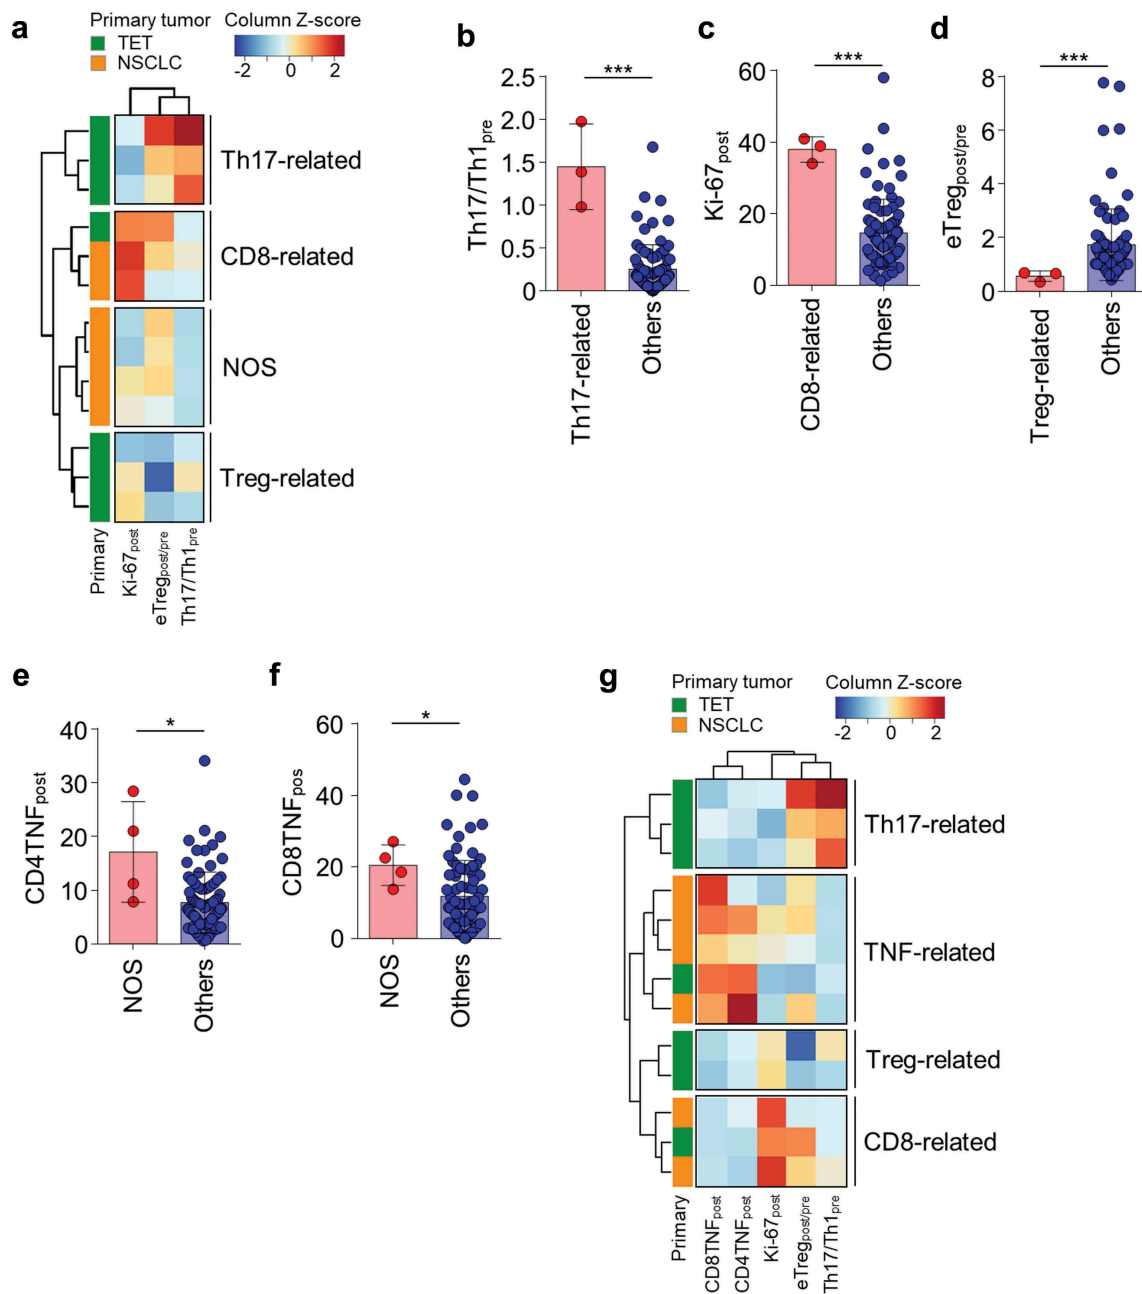 a
Primary tumor
TET
NSCLC
Column Z-score
-2 0 2
Th17-related
CD8-related
NOS
Treg-related
Primary
Ki-67post
eTregpost/pre
Th17/Th1pre
b
***
Th17/Th1pre
2.5
2.0
1.5
1.0
0.5
0
Th17-related
Others
c
***
Ki-67post
60
40
20
0
CD8-related
Others
d
***
eTregpost/pre
8
6
4
2
0
Treg-related
Others
e
*
CD4TNFpost
40
30
20
10
0
NOS
Others
f
*
CD8TNFpos
60
40
20
0
NOS
Others
g
Primary tumor
TET
NSCLC
Column Z-score
-2 0 2
Th17-related
TNF-related
Treg-related
CD8-related
Primary
CD8TNFpost
CD4TNFpost
Ki-67post
eTregpost/pre
Th17/Th1pre